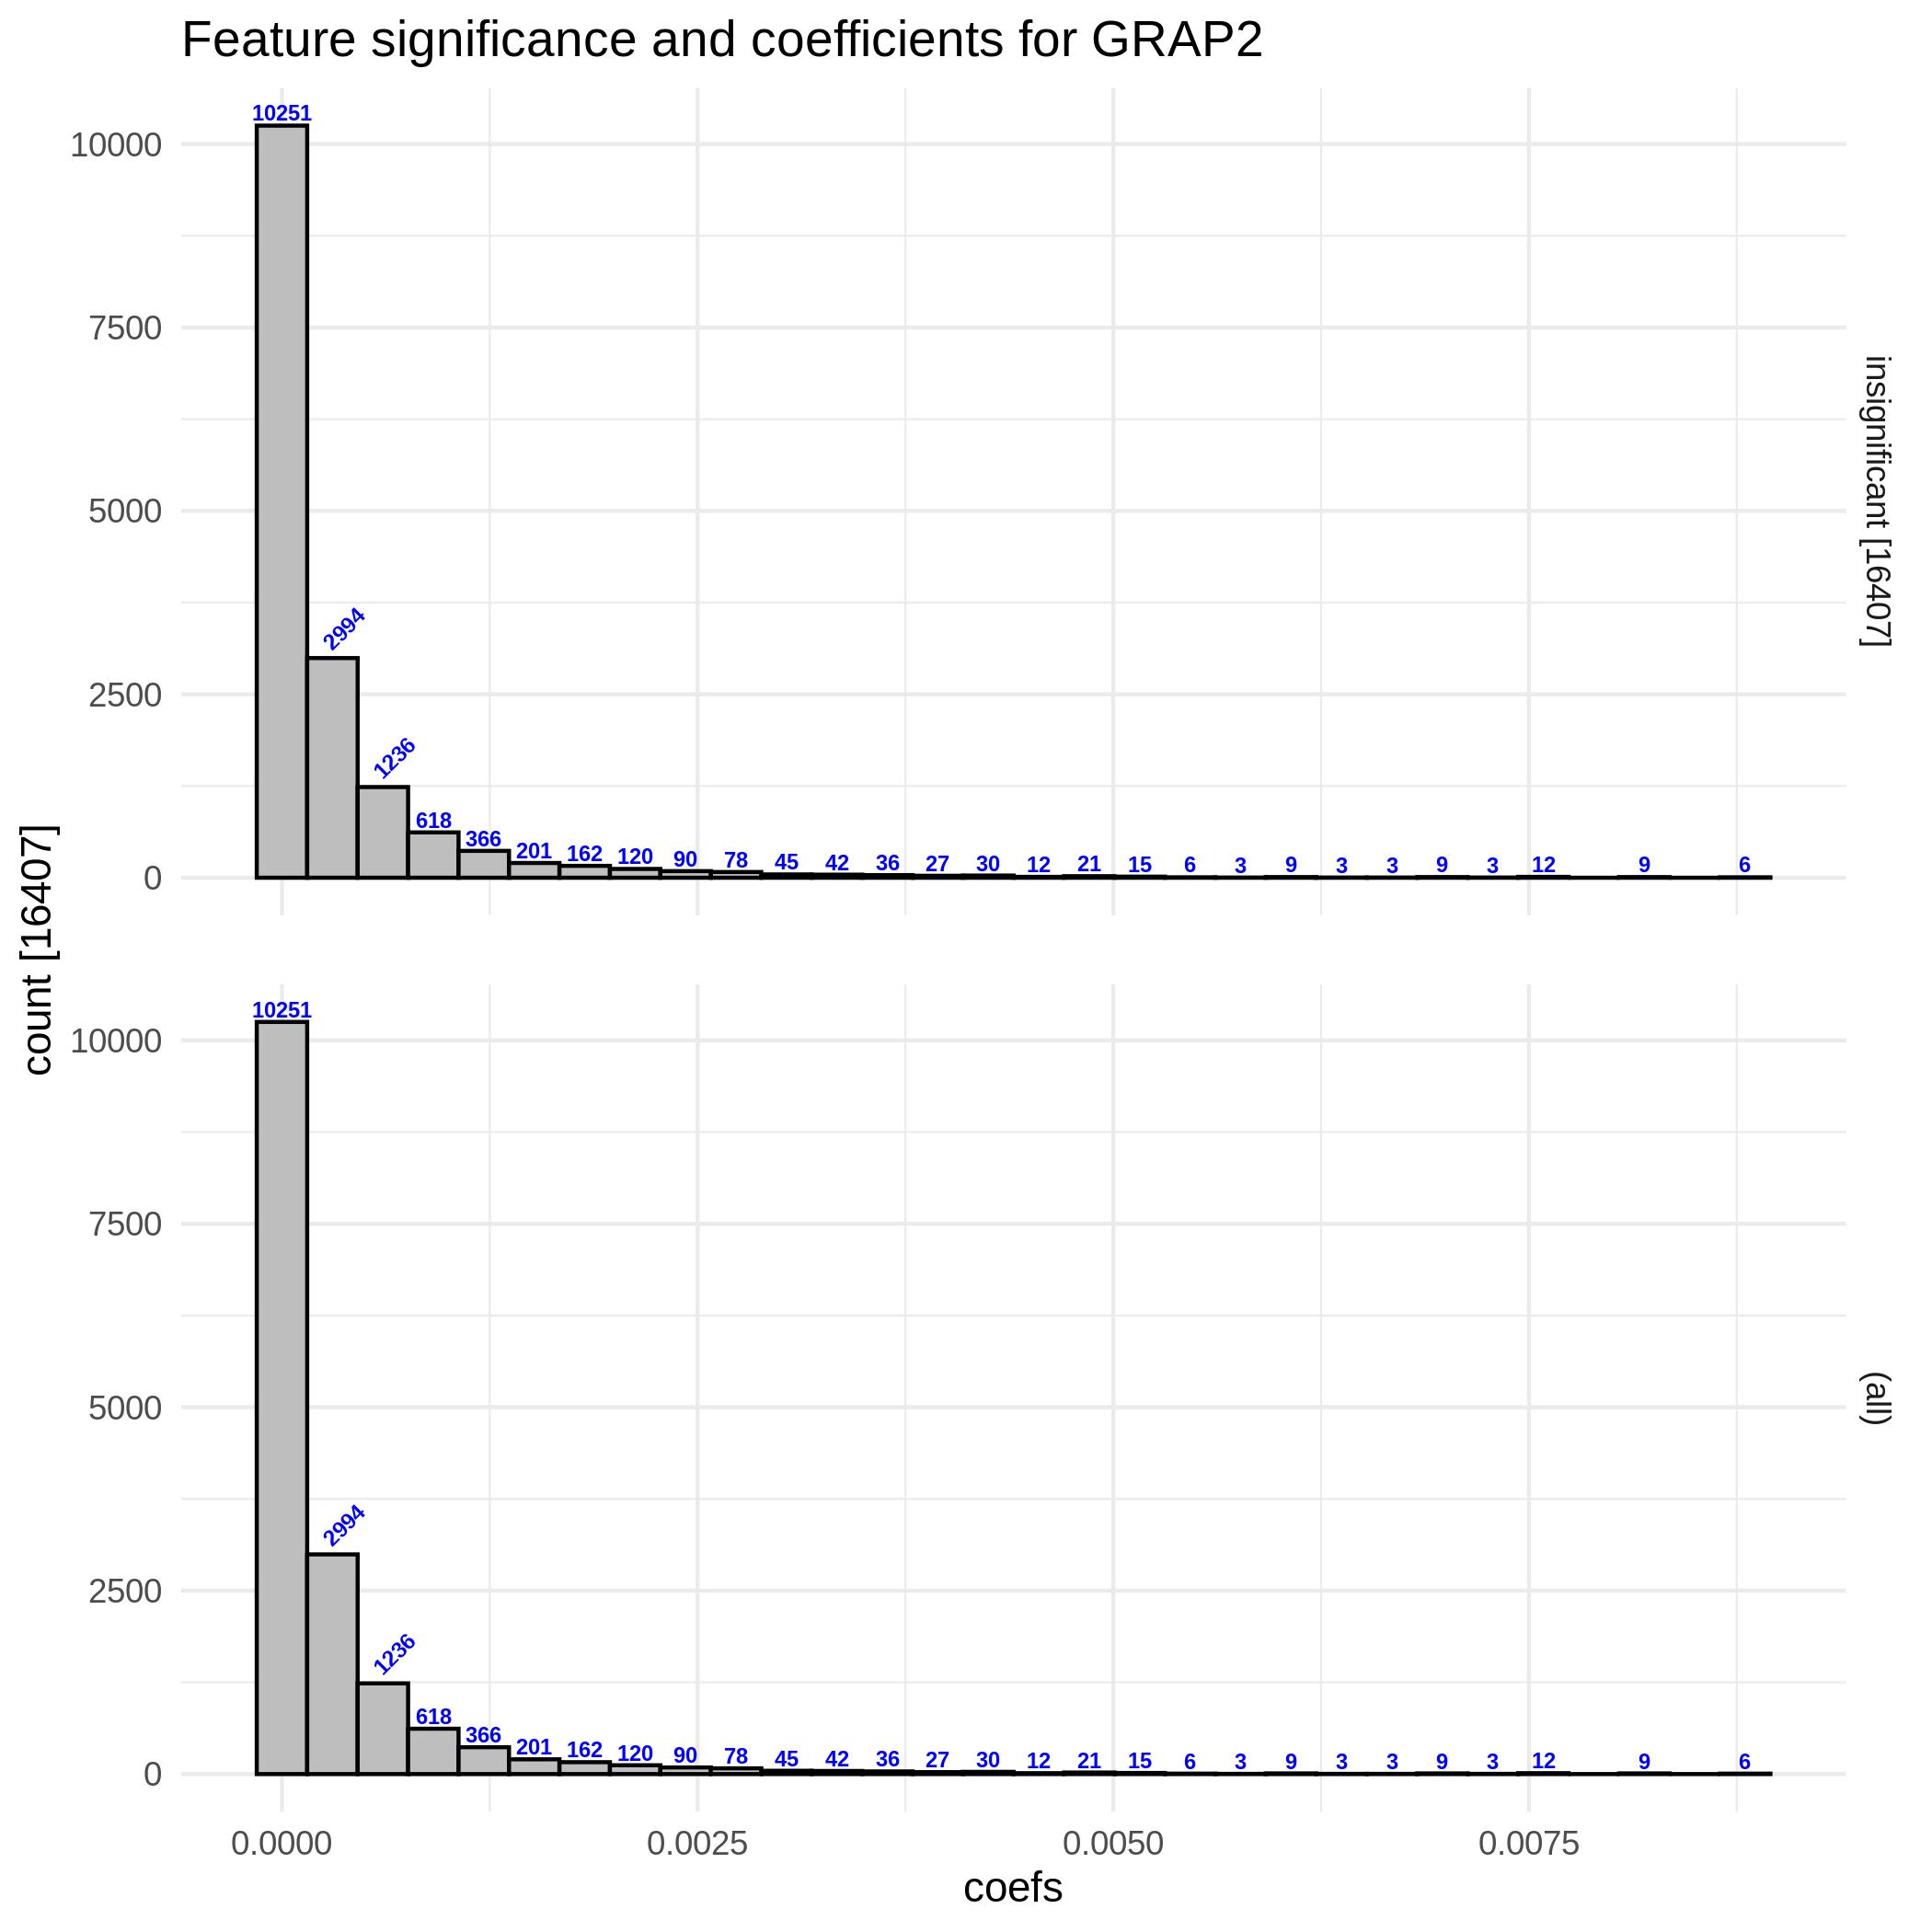 Feature significance and coefficients for GRAP2
count [16407]
10000
7500
5000
2500
0
10251
2994
1236
618 366 201 162 120 90 78 45 42 36 27 30 12 21 15 6 3 9 3 3 9 3 12 9 6
insignificant [16407]
10000
7500
5000
2500
0
10251
2994
1236
618 366 201 162 120 90 78 45 42 36 27 30 12 21 15 6 3 9 3 3 9 3 12 9 6
(all)
0.0000 0.0025 0.0050 0.0075
coefs